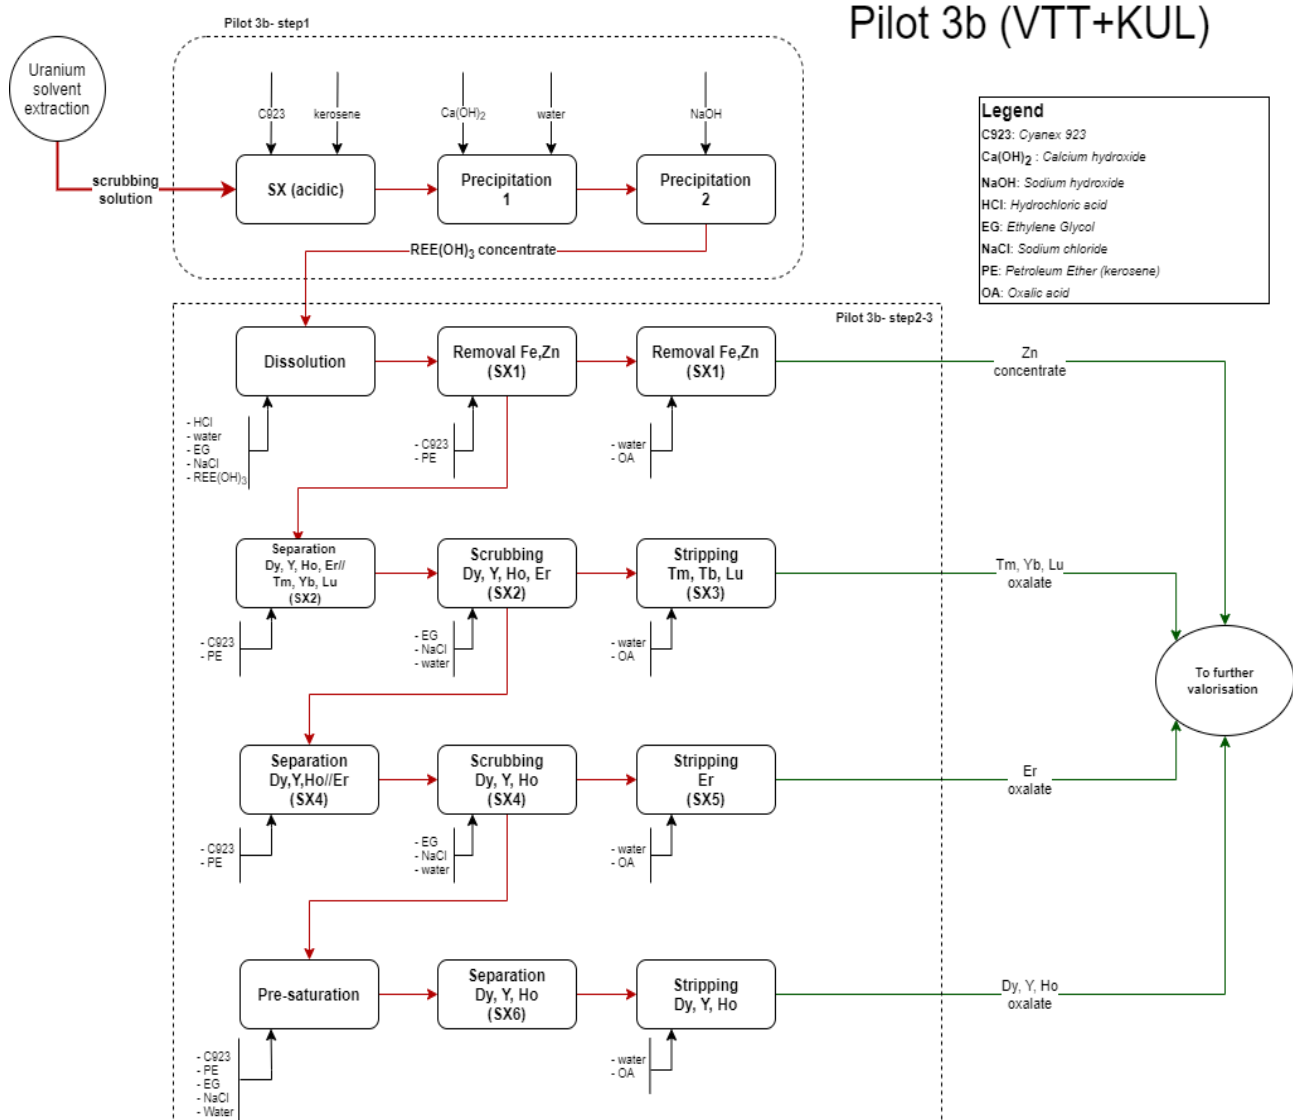 Pilot 3b (VTT+KUL)
Pilot 3b- step1
Uranium
solvent
extraction
C923
kerosene
Ca(OH)2
water
NaOH
scrubbing
solution
SX (acidic)
Precipitation
1
Precipitation
2
REE(OH)3 concentrate
Legend
C923: Cyanex 923
Ca(OH)2 : Calcium hydroxide
NaOH: Sodium hydroxide
HCl: Hydrochloric acid
EG: Ethylene Glycol
NaCl: Sodium chloride
PE: Petroleum Ether (kerosene)
OA: Oxalic acid
Pilot 3b- step2-3
Dissolution
Removal Fe,Zn
(SX1)
Removal Fe,Zn
(SX1)
Zn
concentrate
- HCl
- water
- EG
- NaCl
- REE(OH)3
- C923
- PE
- water
- OA
Separation
Dy, Y, Ho, Er//
Tm, Yb, Lu
(SX2)
Scrubbing
Dy, Y, Ho, Er
(SX2)
Stripping
Tm, Tb, Lu
(SX3)
Tm, Yb, Lu
oxalate
- C923
- PE
- EG
- NaCl
- water
- water
- OA
To further
valorisation
Separation
Dy,Y,Ho//Er
(SX4)
Scrubbing
Dy, Y, Ho
(SX4)
Stripping
Er
(SX5)
Er
oxalate
- C923
- PE
- EG
- NaCl
- water
- water
- OA
Pre-saturation
Separation
Dy, Y, Ho
(SX6)
Stripping
Dy, Y, Ho
Dy, Y, Ho
oxalate
- C923
- PE
- EG
- NaCl
- Water
- water
- OA